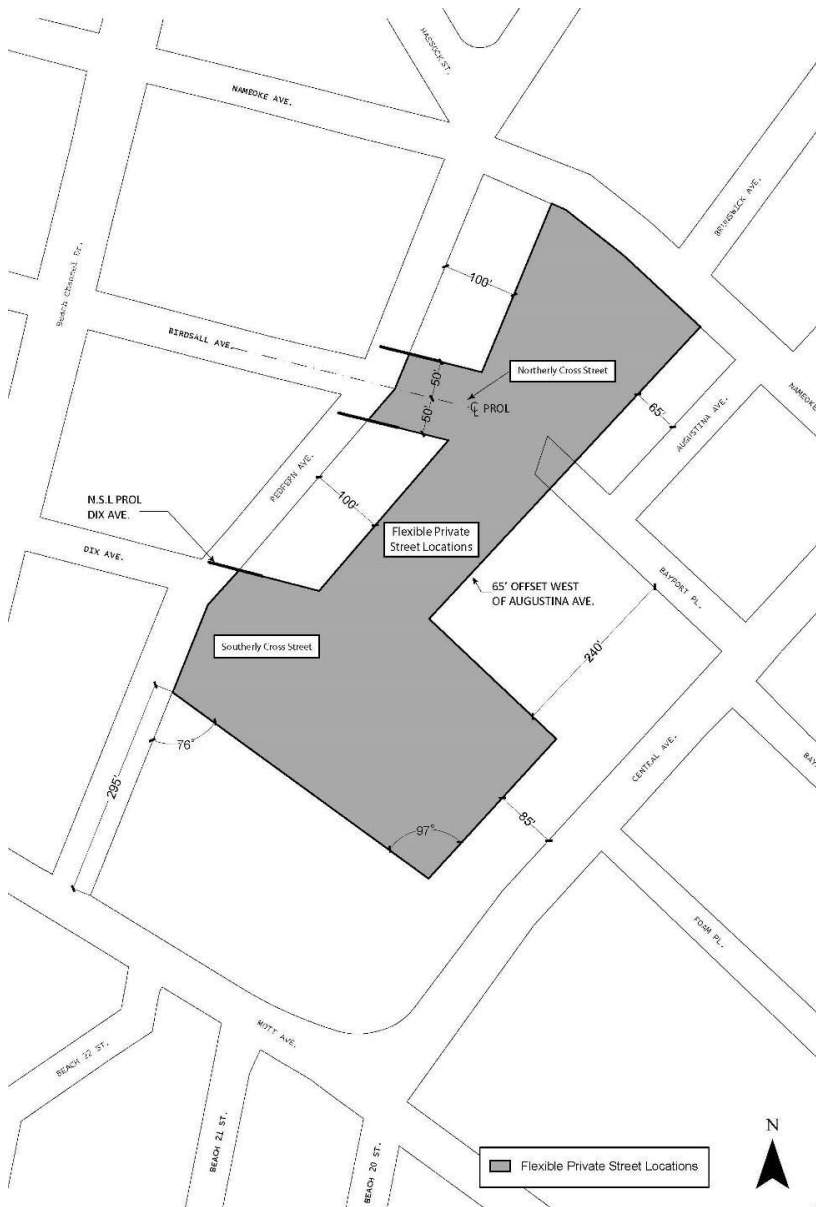 HASSOCK ST.
NAMEOKE AVE.
BRUNSWICK AVE.
Beach Channel Dr.
100'
BIRDSALL AVE.
Northerly Cross Street
50'
50'
℄ PROL
65'
AUGUSTINA AVE.
NAMEOKE
REDFERN AVE.
N.S.L PROL
DIX AVE.
100'
Flexible Private
Street Locations
DIX AVE.
65' OFFSET WEST
OF AUGUSTINA AVE.
BAYPORT PL.
Southerly Cross Street
240'
76°
295'
CENTRAL AVE.
BAY
85'
97°
FOAM PL.
MOTT AVE.
BEACH 22 ST.
BEACH 21 ST.
BEACH 20 ST.
N
Flexible Private Street Locations